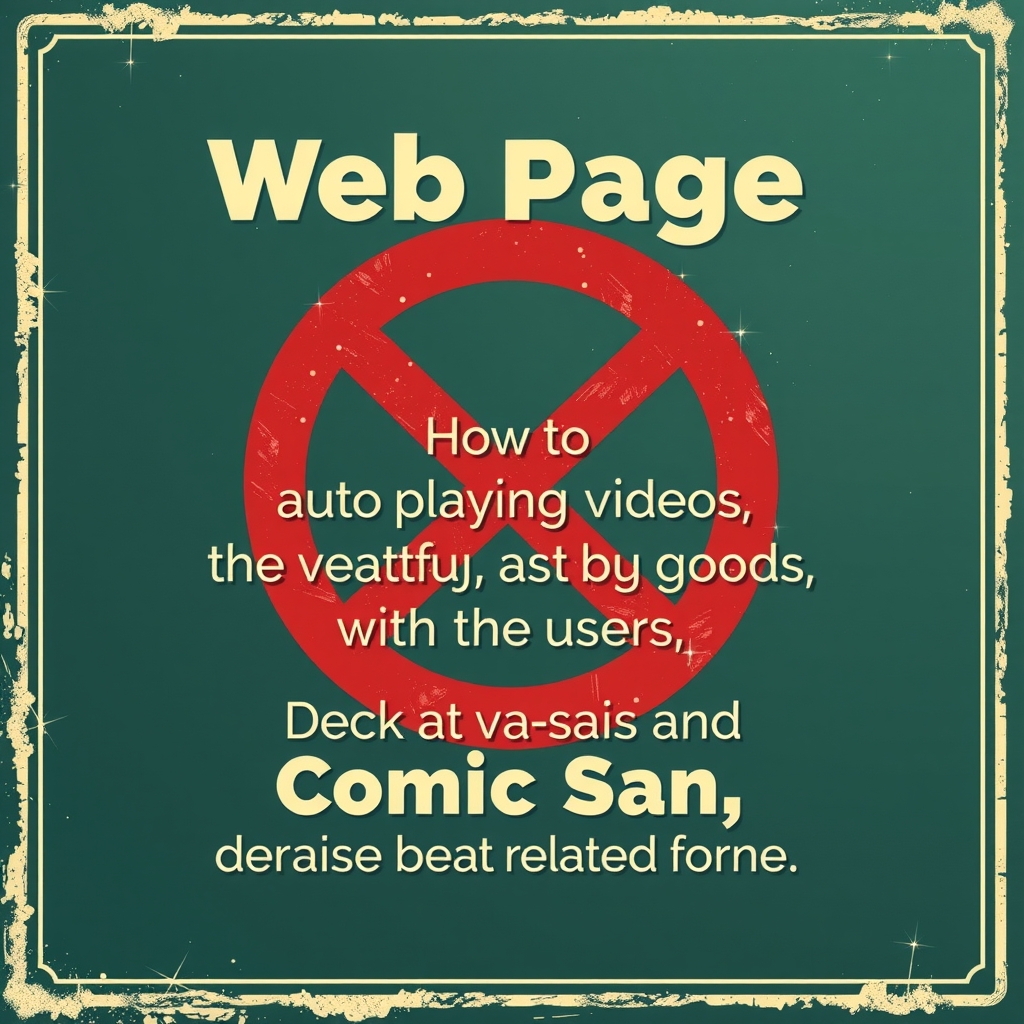 Web Page
How to
auto playing videos,
the veattfuj, ast by goods,
with the users,
Deck at va-sais and
Comic San,
deraise beat related forne.